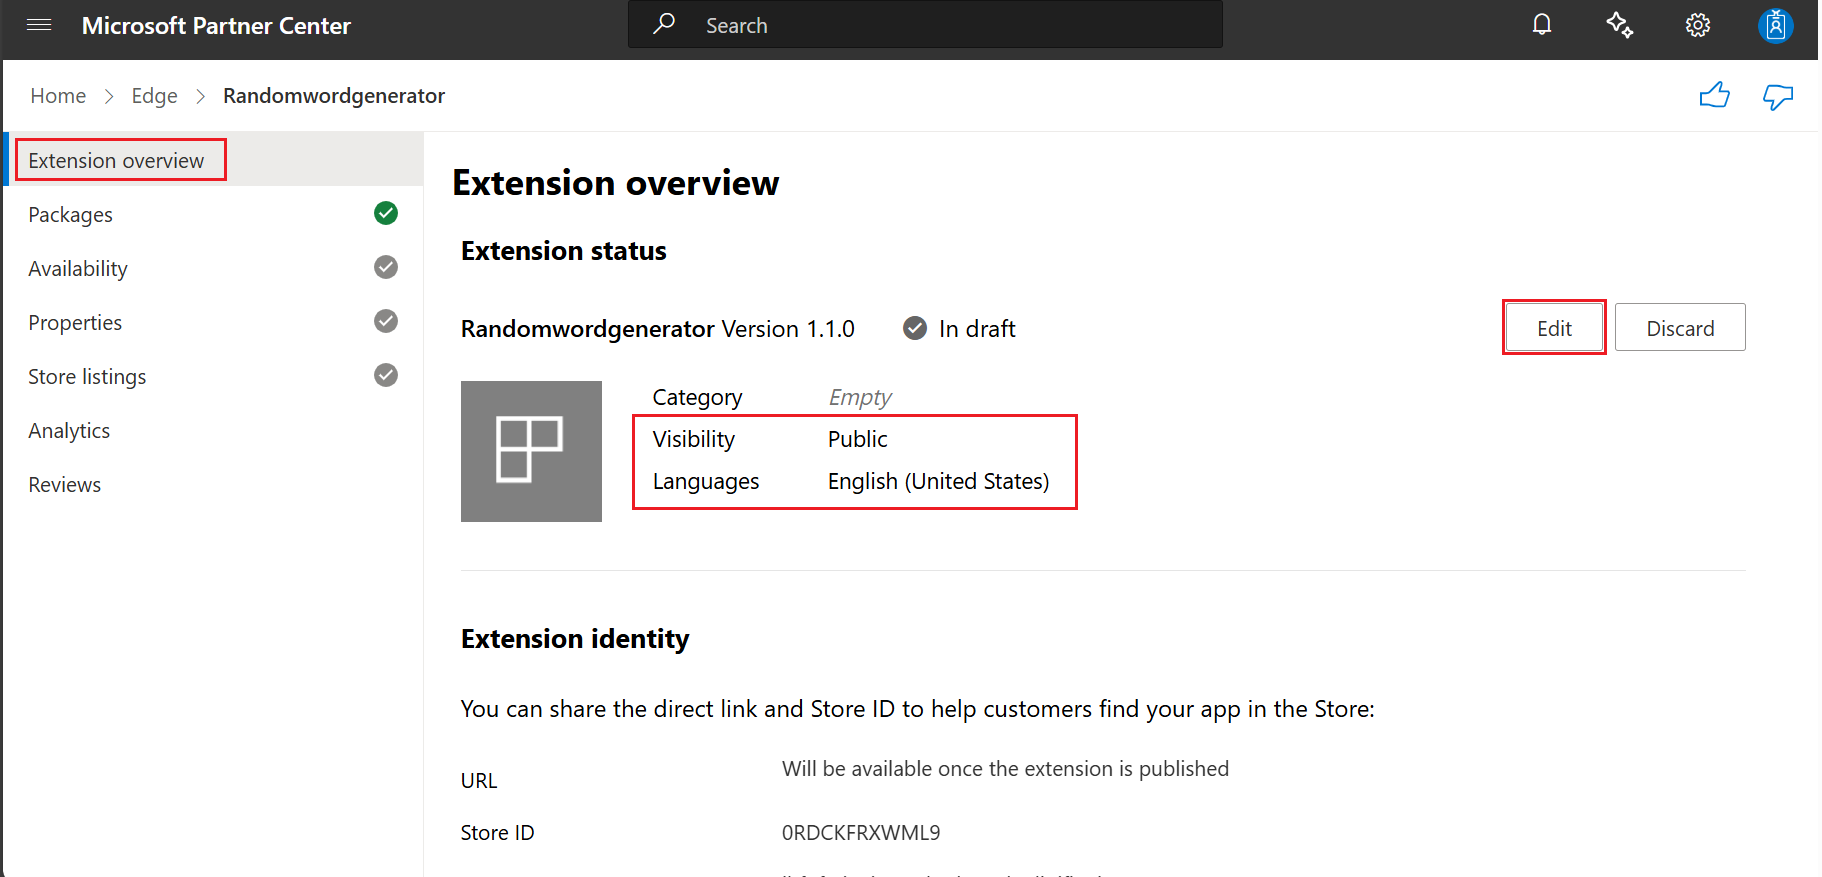 Microsoft Partner Center
Search
Home > Edge > Randomwordgenerator
Extension overview
Packages
Availability
Properties
Store listings
Analytics
Reviews
Extension overview
Extension status
Randomwordgenerator Version 1.1.0 In draft
Edit
Discard
Category Empty
Visibility Public
Languages English (United States)
Extension identity
You can share the direct link and Store ID to help customers find your app in the Store:
URL Will be available once the extension is published
Store ID 0RDCKFRXWML9